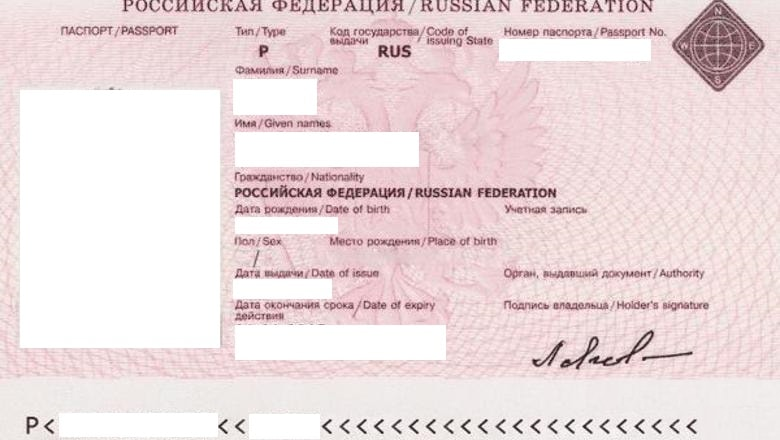 РОССИЙСКАЯ ФЕДЕРАЦИЯ / RUSSIAN FEDERATION
ПАСПОРТ / PASSPORT
Тип / Type
Код государства / Code of
выдачи issuing State
Номер паспорта / Passport No.
P
RUS
Фамилия / Surname
Имя / Given names
Гражданство / Nationality
РОССИЙСКАЯ ФЕДЕРАЦИЯ / RUSSIAN FEDERATION
Дата рождения / Date of birth
Учетная запись
Пол / Sex
Место рождения / Place of birth
/
Дата выдачи / Date of issue
Орган, выдавший документ / Authority
Дата окончания срока / Date of expiry
действия
Подпись владельца / Holder's signature
N
W
E
S
P< << <<<<<<<<<<<<<<<<<<<<<<